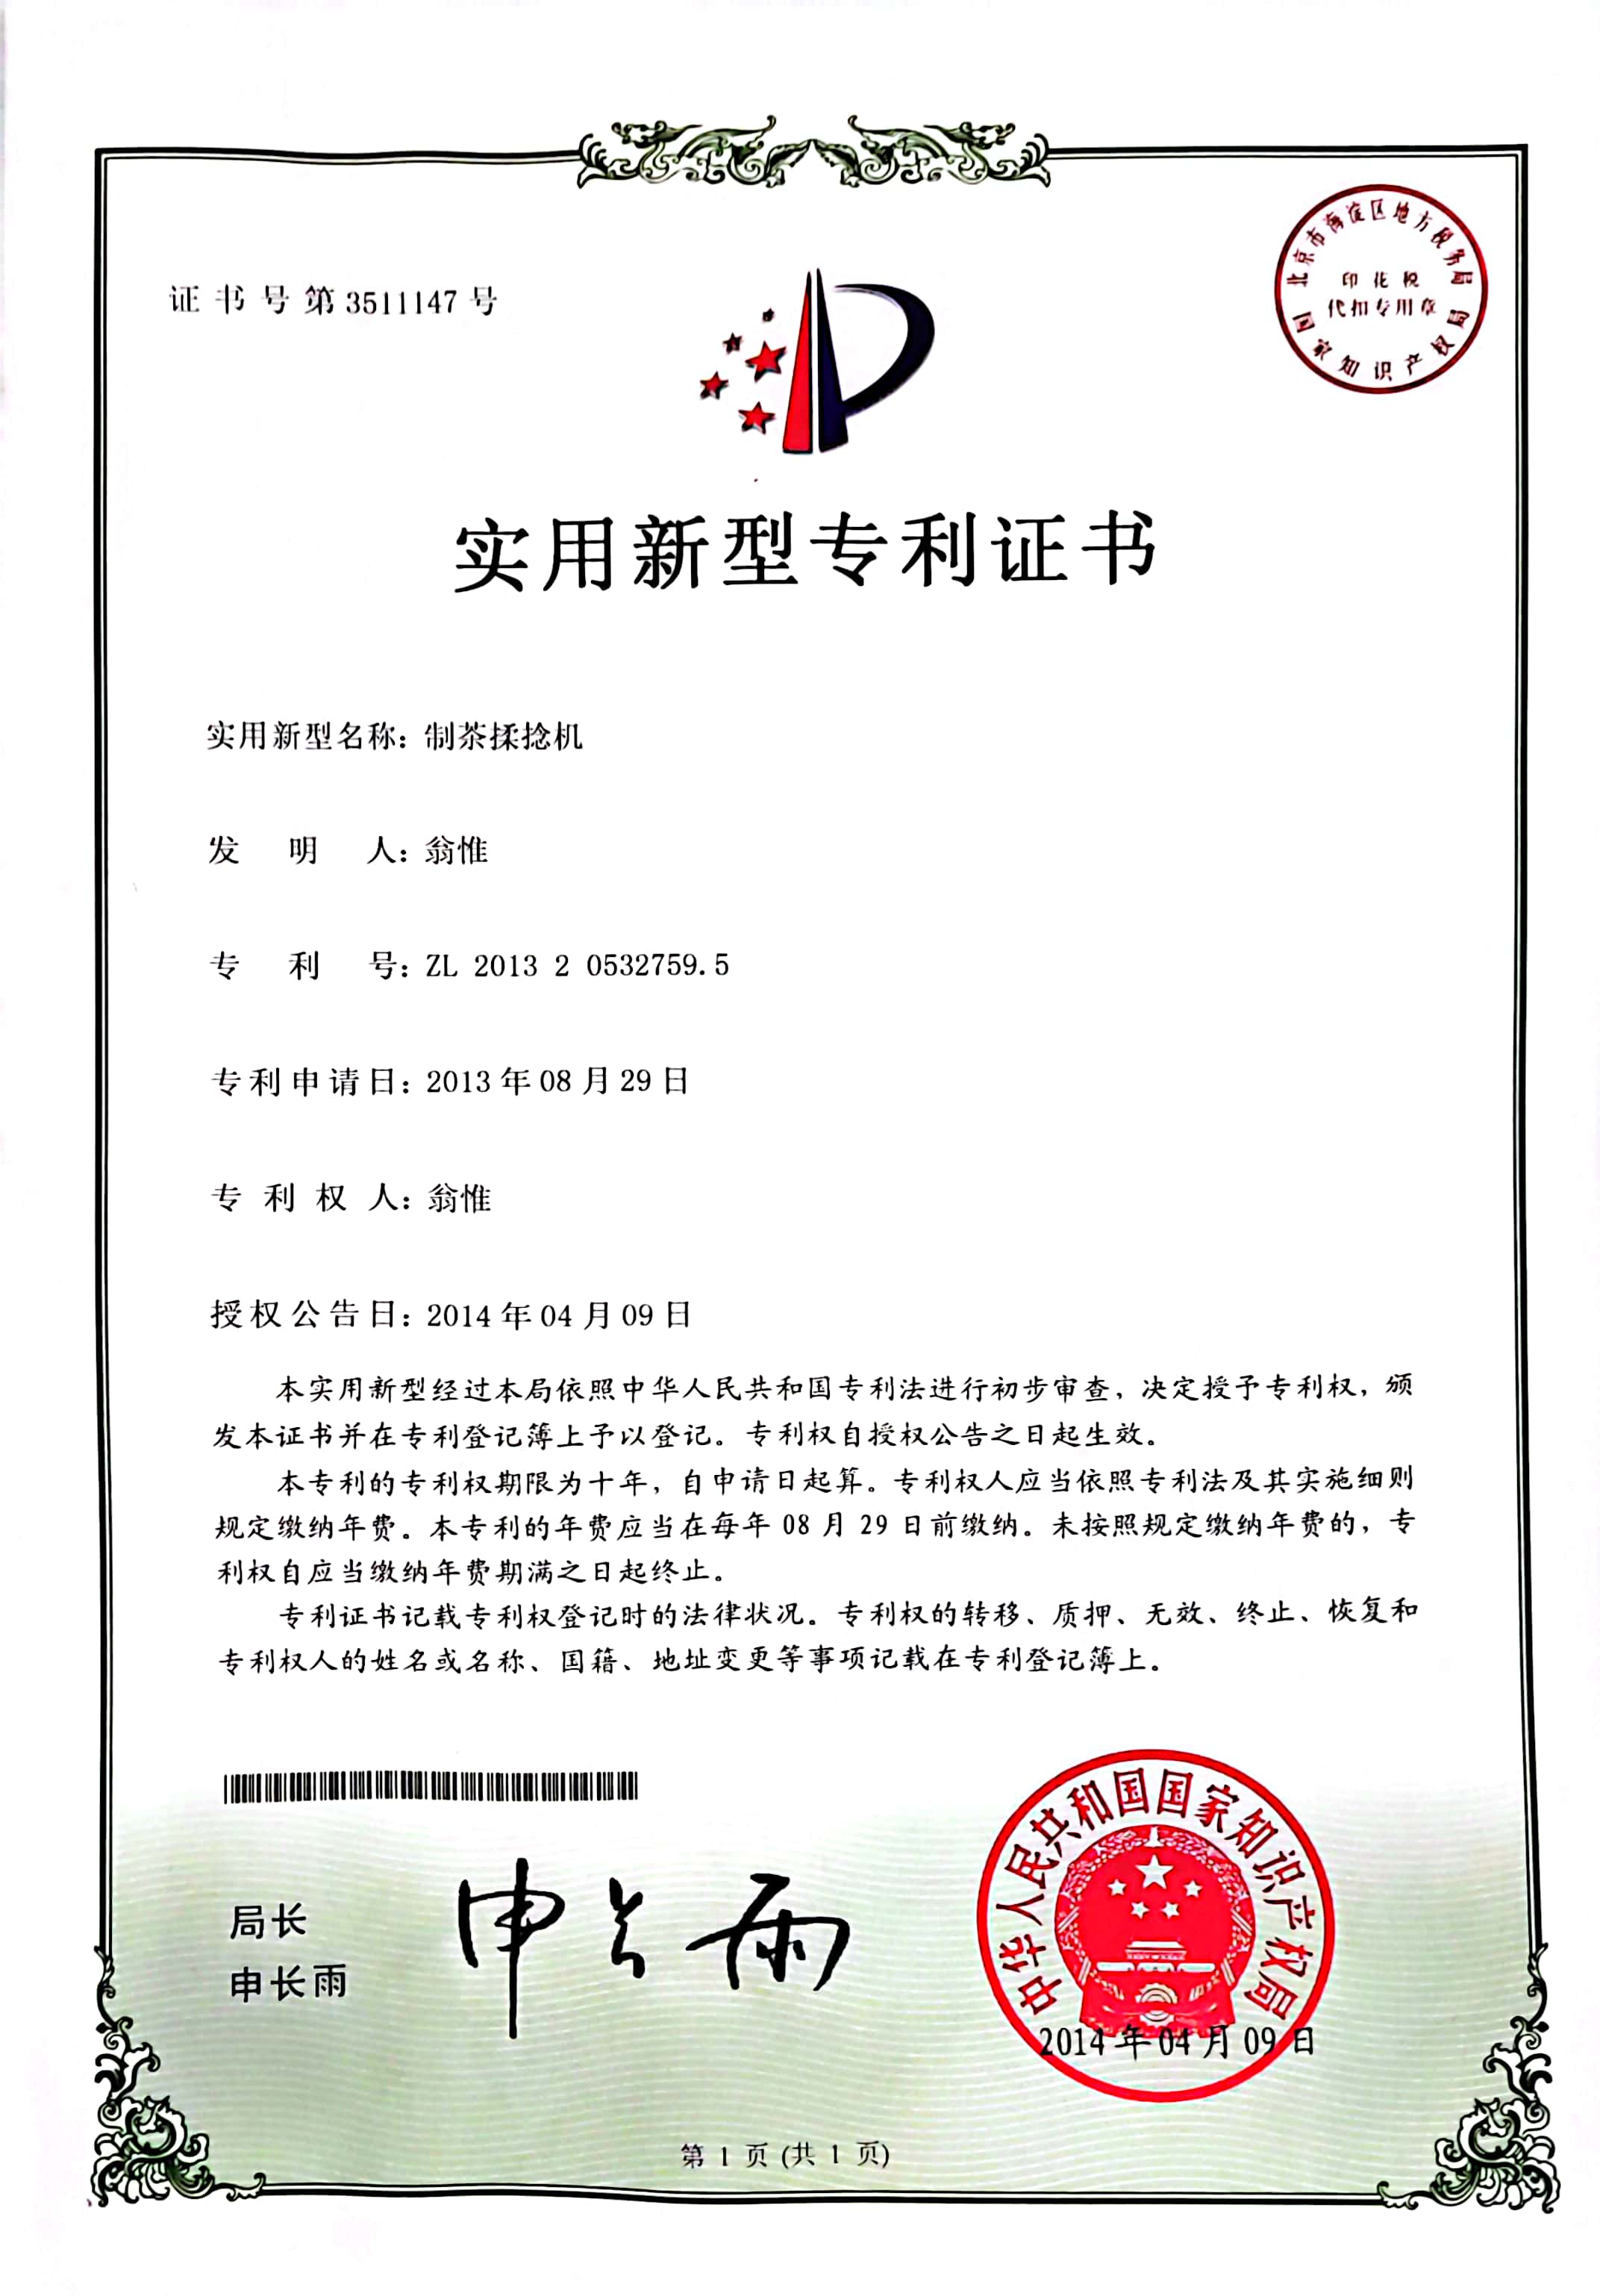 证书号第3511147号
北京市海淀区地方税务局
印花税
代扣专用章
国家知识产权局
实用新型专利证书
实用新型名称：制茶揉捻机
发明人：翁惟
专利号：ZL 2013 2 0532759.5
专利申请日：2013年08月29日
专利权人：翁惟
授权公告日：2014年04月09日
本实用新型经过本局依照中华人民共和国专利法进行初步审查，决定授予专利权，颁
发本证书并在专利登记簿上予以登记。专利权自授权公告之日起生效。
本专利的专利权期限为十年，自申请日起算。专利权人应当依照专利法及其实施细则
规定缴纳年费。本专利的年费应当在每年08月29日前缴纳。未按照规定缴纳年费的，专
利权自应当缴纳年费期满之日起终止。
专利证书记载专利权登记时的法律状况。专利权的转移、质押、无效、终止、恢复和
专利权人的姓名或名称、国籍、地址变更等事项记载在专利登记簿上。
局长
申长雨
申长雨
中华人民共和国国家知识产权局
2014年04月09日
第1页(共1页)